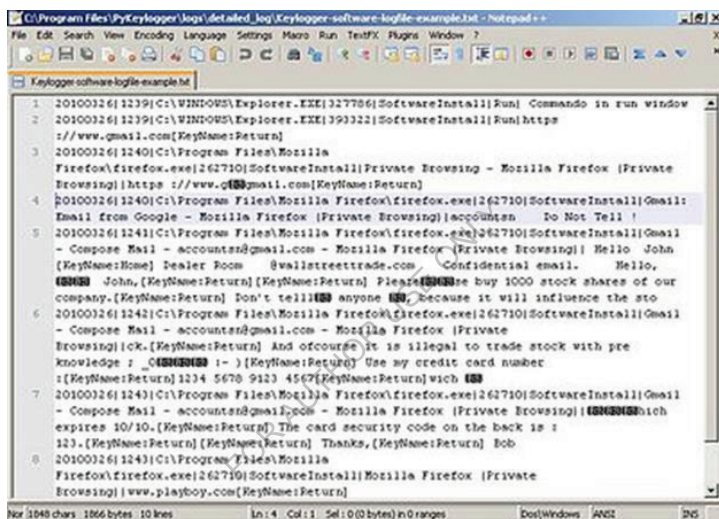 C:\Program Files\PyKeylogger\logs\detailed_log\Keylogger-software-logfile-example.txt - Notepad++
File Edit Search View Encoding Language Settings Macro Run TextFX Plugins Window ?
Keylogger-software-logfile-example.txt
1 20100326|1239|C:\WINDOWS\Explorer.EXE|327786|SoftwareInstall|Run| Commando in run window
2 20100326|1239|C:\WINDOWS\Explorer.EXE|393322|SoftwareInstall|Run|https
://www.gmail.com[KeyName:Return]
3 20100326|1240|C:\Program Files\Mozilla
Firefox\firefox.exe|262710|SoftwareInstall|Private Browsing - Mozilla Firefox (Private
Browsing)|https ://www.g gmail.com[KeyName:Return]
4 20100326|1240|C:\Program Files\Mozilla Firefox\firefox.exe|262710|SoftwareInstall|Gmail:
Email from Google - Mozilla Firefox (Private Browsing)|accountsn Do Not Tell !
5 20100326|1241|C:\Program Files\Mozilla Firefox\firefox.exe|262710|SoftwareInstall|Gmail
- Compose Mail - accountsn@gmail.com - Mozilla Firefox (Private Browsing)| Hello John
[KeyName:Home] Dealer Room @wallstreettrade.com Confidential email. Hello,
John,[KeyName:Return][KeyName:Return] Please se buy 1000 stock shares of our
company.[KeyName:Return] Don't telll anyone , because it will influence the sto
6 20100326|1242|C:\Program Files\Mozilla Firefox\firefox.exe|262710|SoftwareInstall|Gmail
- Compose Mail - accountsn@gmail.com - Mozilla Firefox (Private
Browsing)|ck.[KeyName:Return] And ofcourse it is illegal to trade stock with pre
knowledge ; _O :- )[KeyName:Return] Use my credit card number
:[KeyName:Return]1234 5678 9123 4567[KeyName:Return]wich
7 20100326|1243|C:\Program Files\Mozilla Firefox\firefox.exe|262710|SoftwareInstall|Gmail
- Compose Mail - accountsn@gmail.com - Mozilla Firefox (Private Browsing)| hich
expires 10/10.[KeyName:Return] The card security code on the back is :
123.[KeyName:Return][KeyName:Return] Thanks,[KeyName:Return] Bob
8 20100326|1243|C:\Program Files\Mozilla
Firefox\firefox.exe|262710|SoftwareInstall|Mozilla Firefox (Private
Browsing)|www.playboy.com[KeyName:Return]
FOR AUTHOR USE ONLY
Nor 1848 chars 1866 bytes 10 lines Ln : 4 Col : 1 Sel : 0 (0 bytes) in 0 ranges Dos\Windows ANSI INS